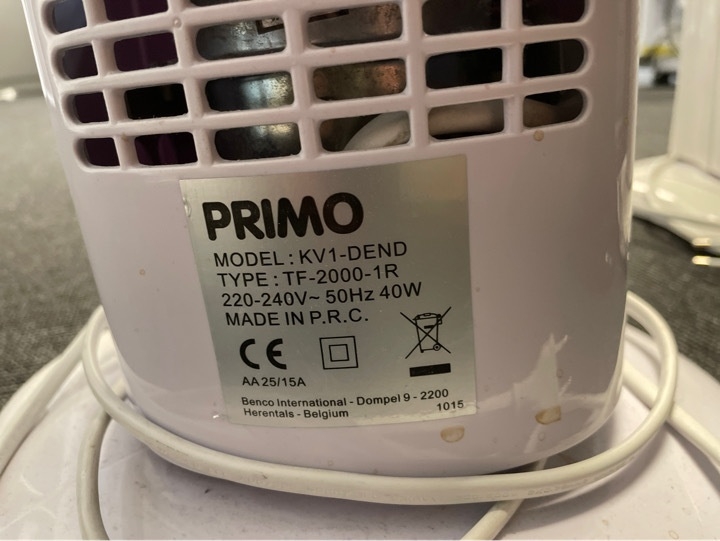 PRIMO
MODEL : KV1-DEND
TYPE : TF-2000-1R
220-240V~ 50Hz 40W
MADE IN P.R.C.
CE
AA 25/15A
Benco International - Dompel 9 - 2200
Herentals - Belgium 1015